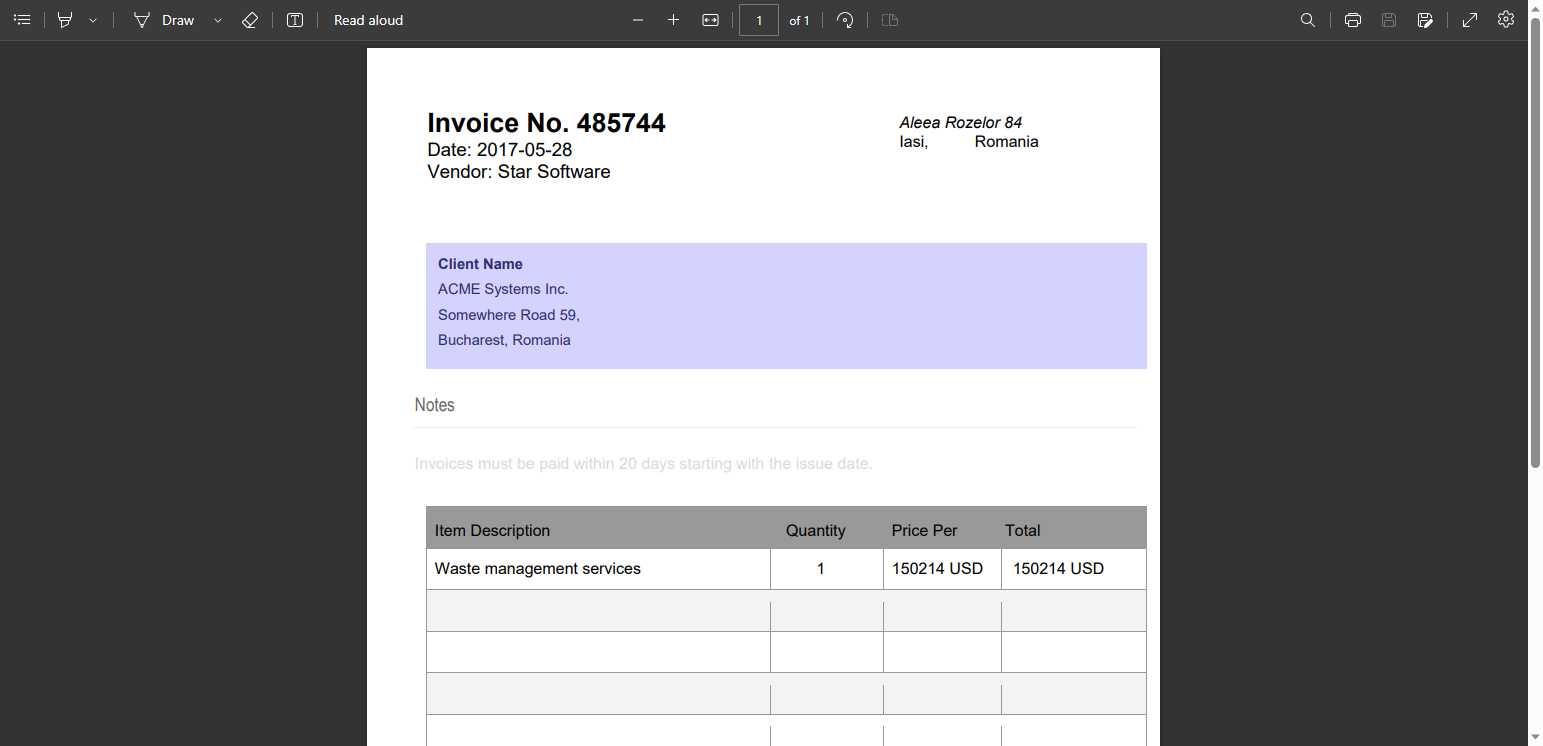 Draw Read aloud 1 of 1
Invoice No. 485744
Date: 2017-05-28
Vendor: Star Software
Aleea Rozelor 84
Iasi, Romania
Client Name
ACME Systems Inc.
Somewhere Road 59,
Bucharest, Romania
Notes
Invoices must be paid within 20 days starting with the issue date.
Item Description Quantity Price Per Total
Waste management services 1 150214 USD 150214 USD